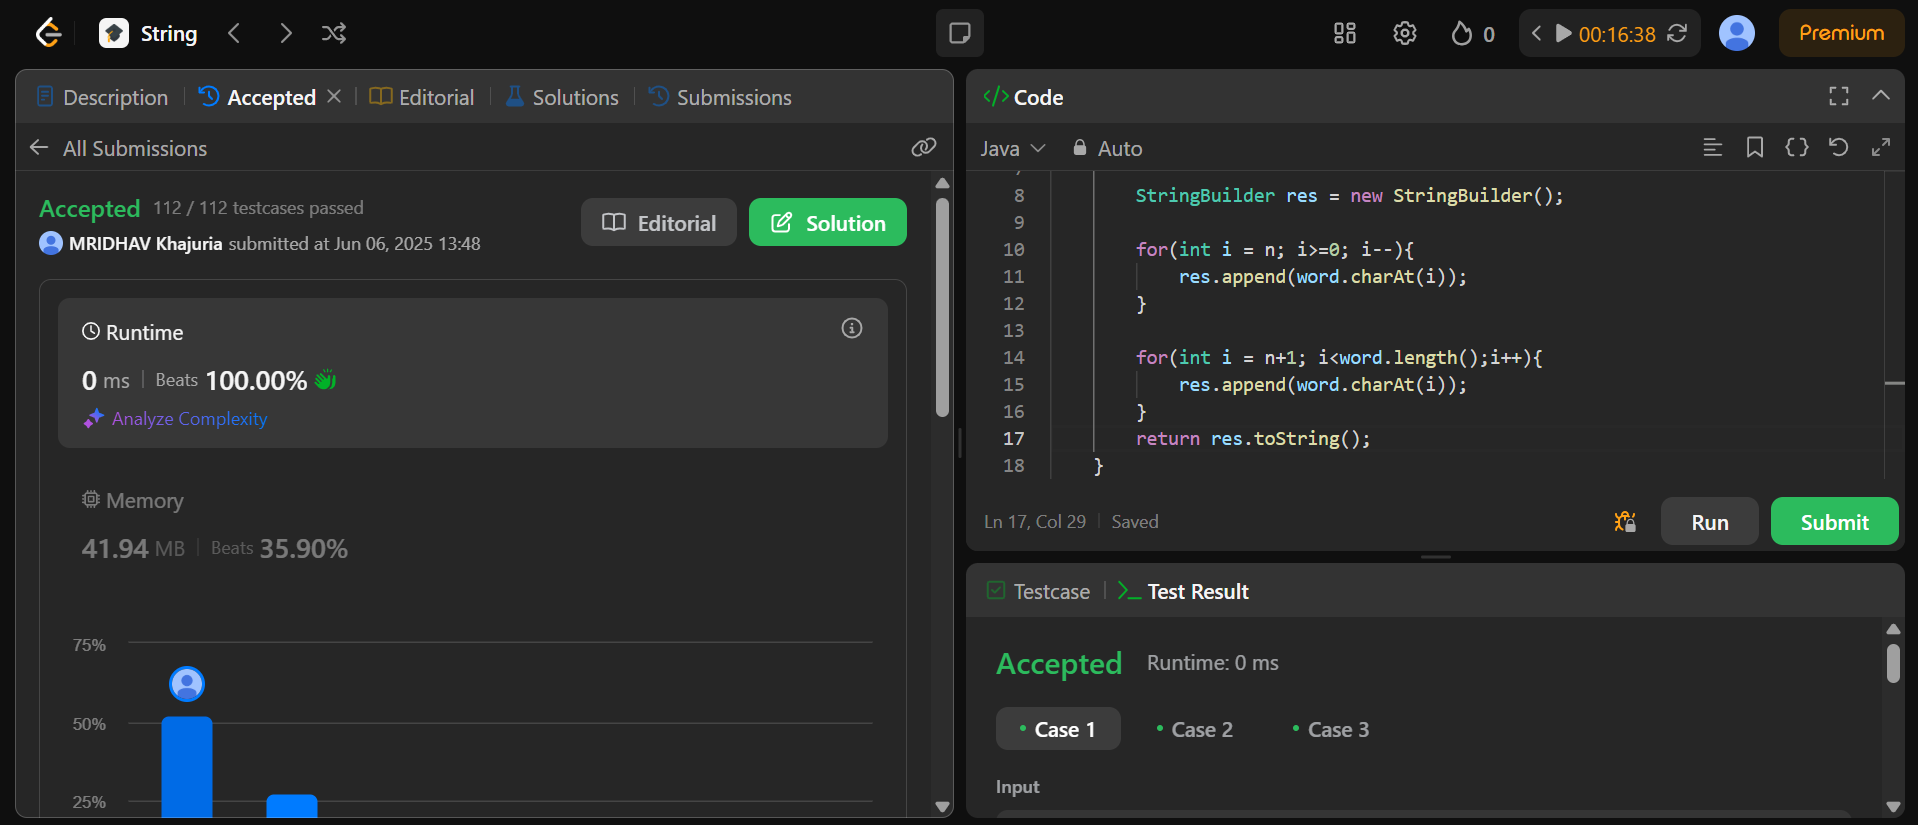 String
0
00:16:38
Premium
Description
Accepted
Editorial
Solutions
Submissions
All Submissions
Accepted 112 / 112 testcases passed
MRIDHAV Khajuria submitted at Jun 06, 2025 13:48
Editorial
Solution
Runtime
0 ms Beats 100.00%
Analyze Complexity
Memory
41.94 MB Beats 35.90%
75%
50%
25%
</> Code
Java
Auto
8 StringBuilder res = new StringBuilder();
9
10 for(int i = n; i>=0; i--){
11 res.append(word.charAt(i));
12 }
13
14 for(int i = n+1; i<word.length();i++){
15 res.append(word.charAt(i));
16 }
17 return res.toString();
18 }
Ln 17, Col 29 Saved
Run
Submit
Testcase
Test Result
Accepted Runtime: 0 ms
Case 1
Case 2
Case 3
Input